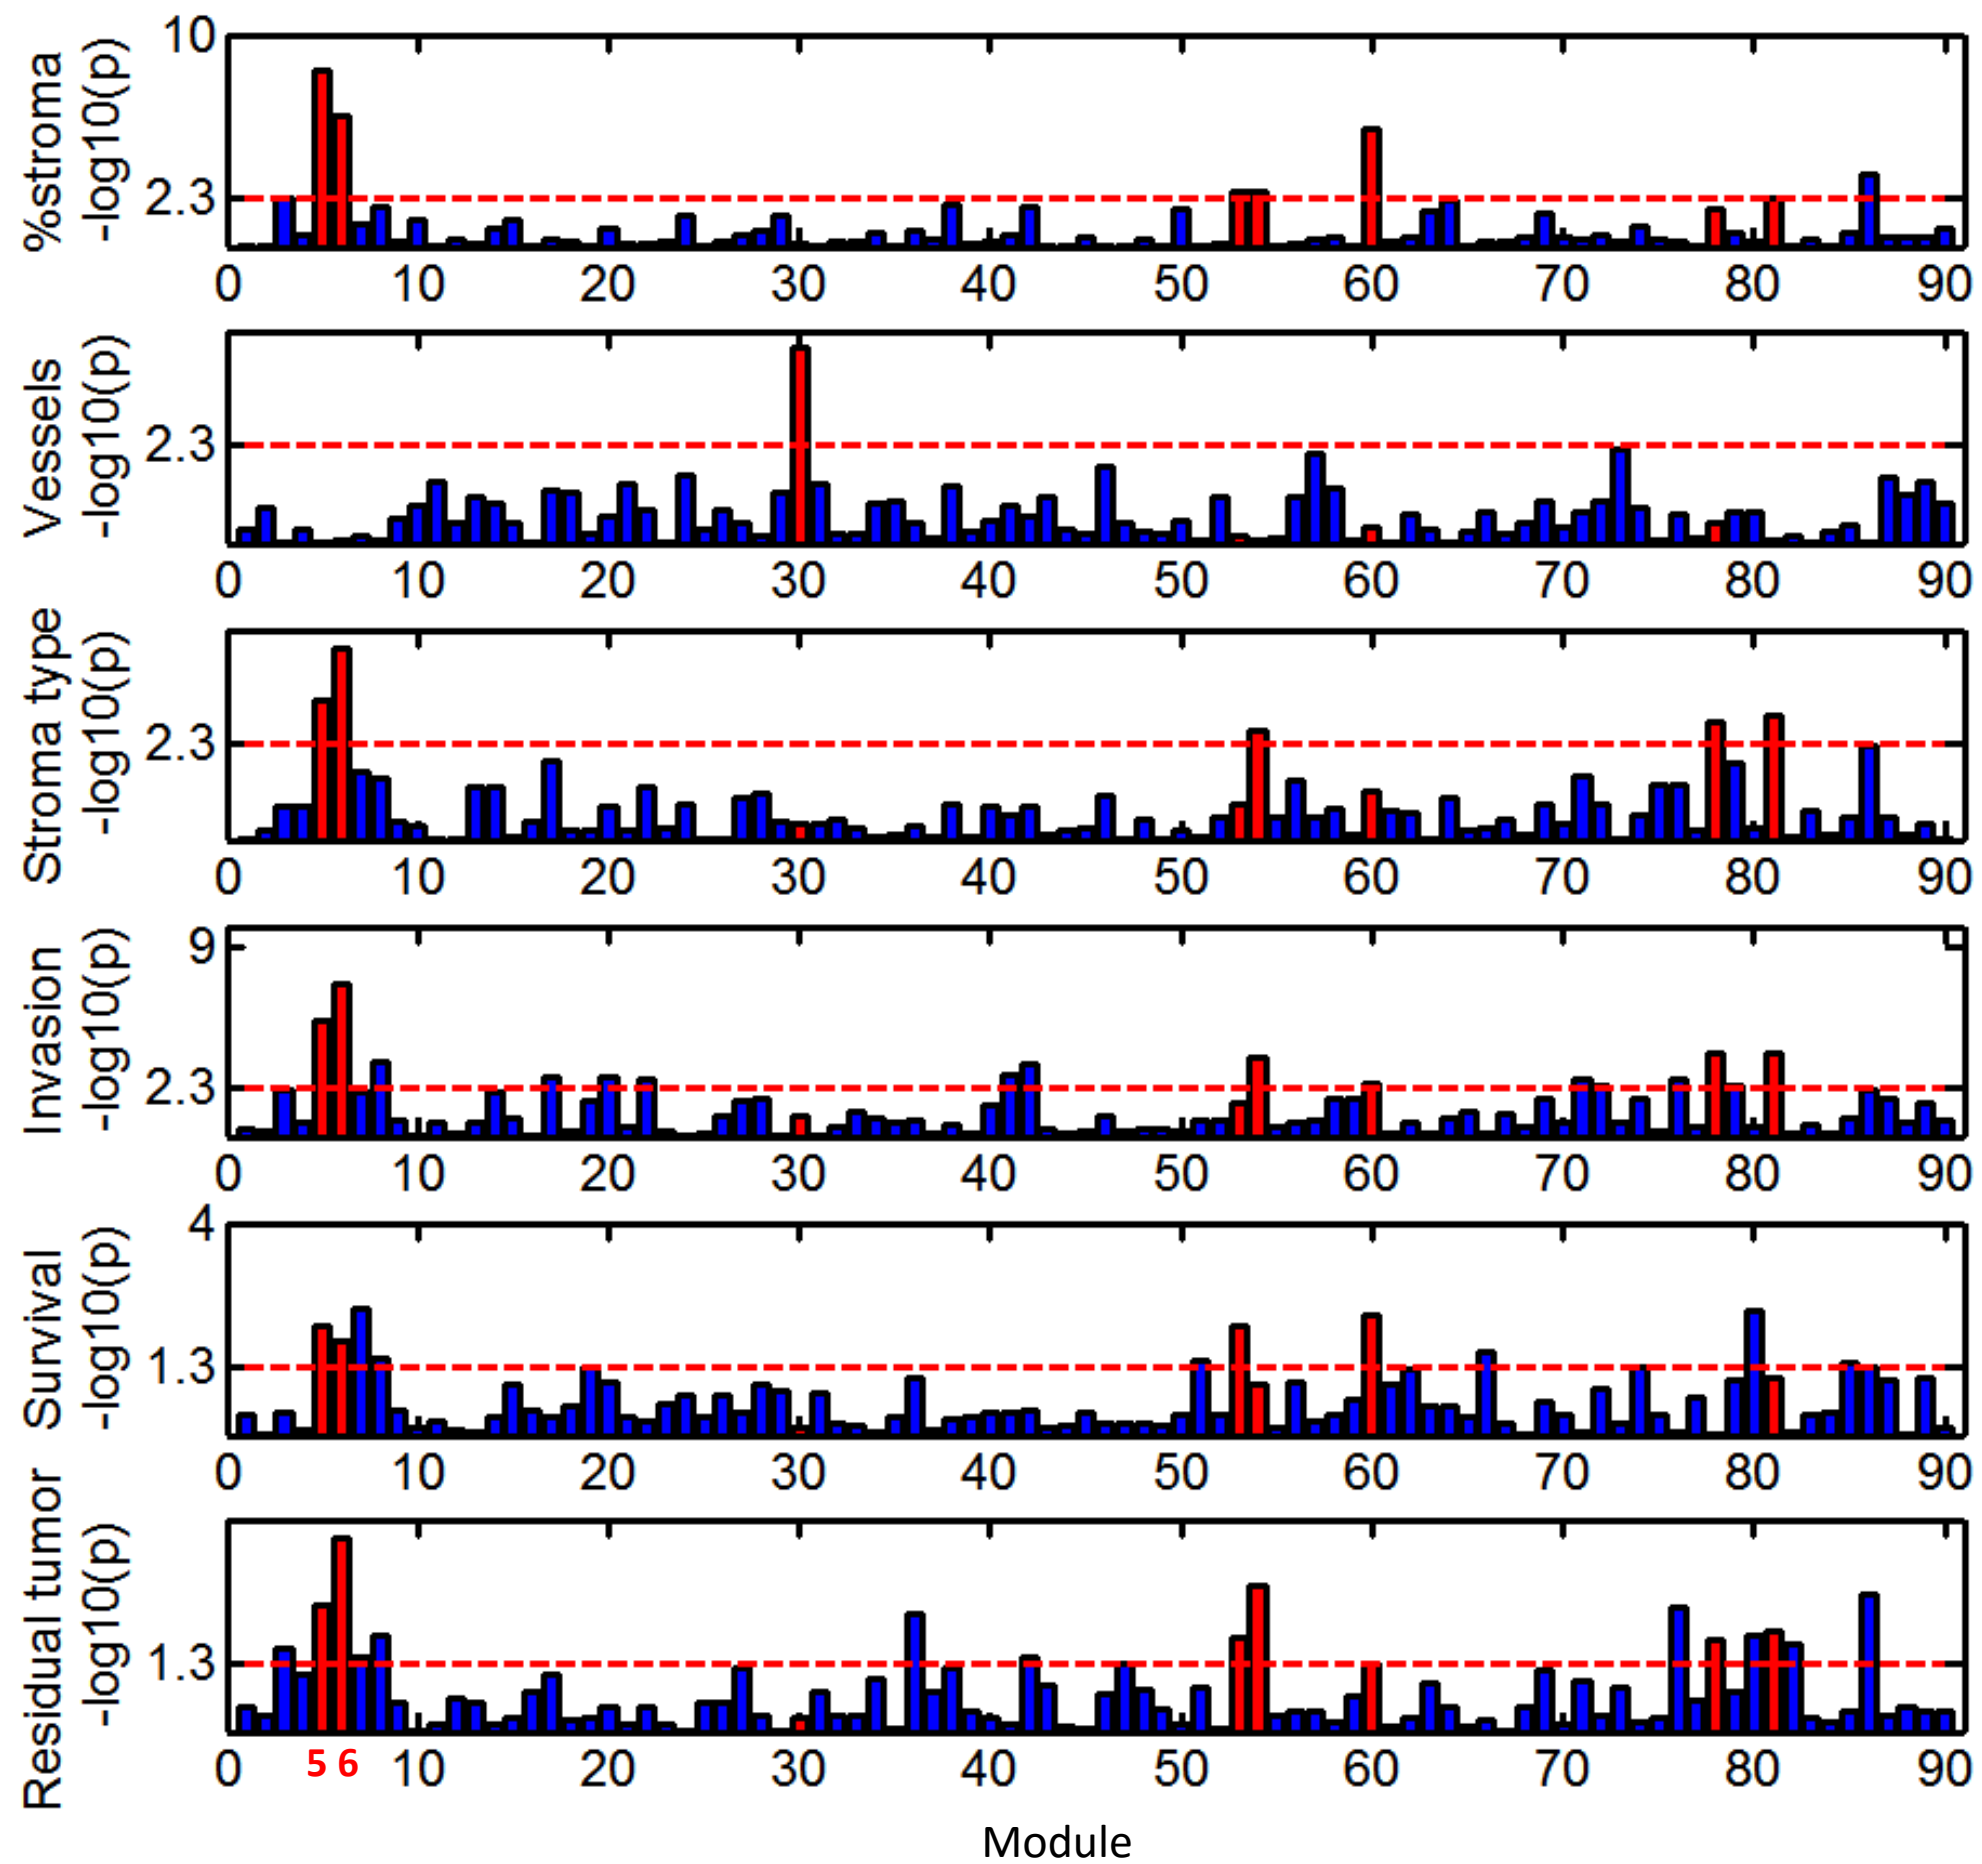 %stroma
-log10(p)
10
2.3
0 10 20 30 40 50 60 70 80 90
Vessels
-log10(p)
2.3
0 10 20 30 40 50 60 70 80 90
Stroma type
-log10(p)
2.3
0 10 20 30 40 50 60 70 80 90
Invasion
-log10(p)
9
2.3
0 10 20 30 40 50 60 70 80 90
Survival
-log10(p)
4
1.3
0 10 20 30 40 50 60 70 80 90
Residual tumor
-log10(p)
1.3
0 5 6 10 20 30 40 50 60 70 80 90
Module